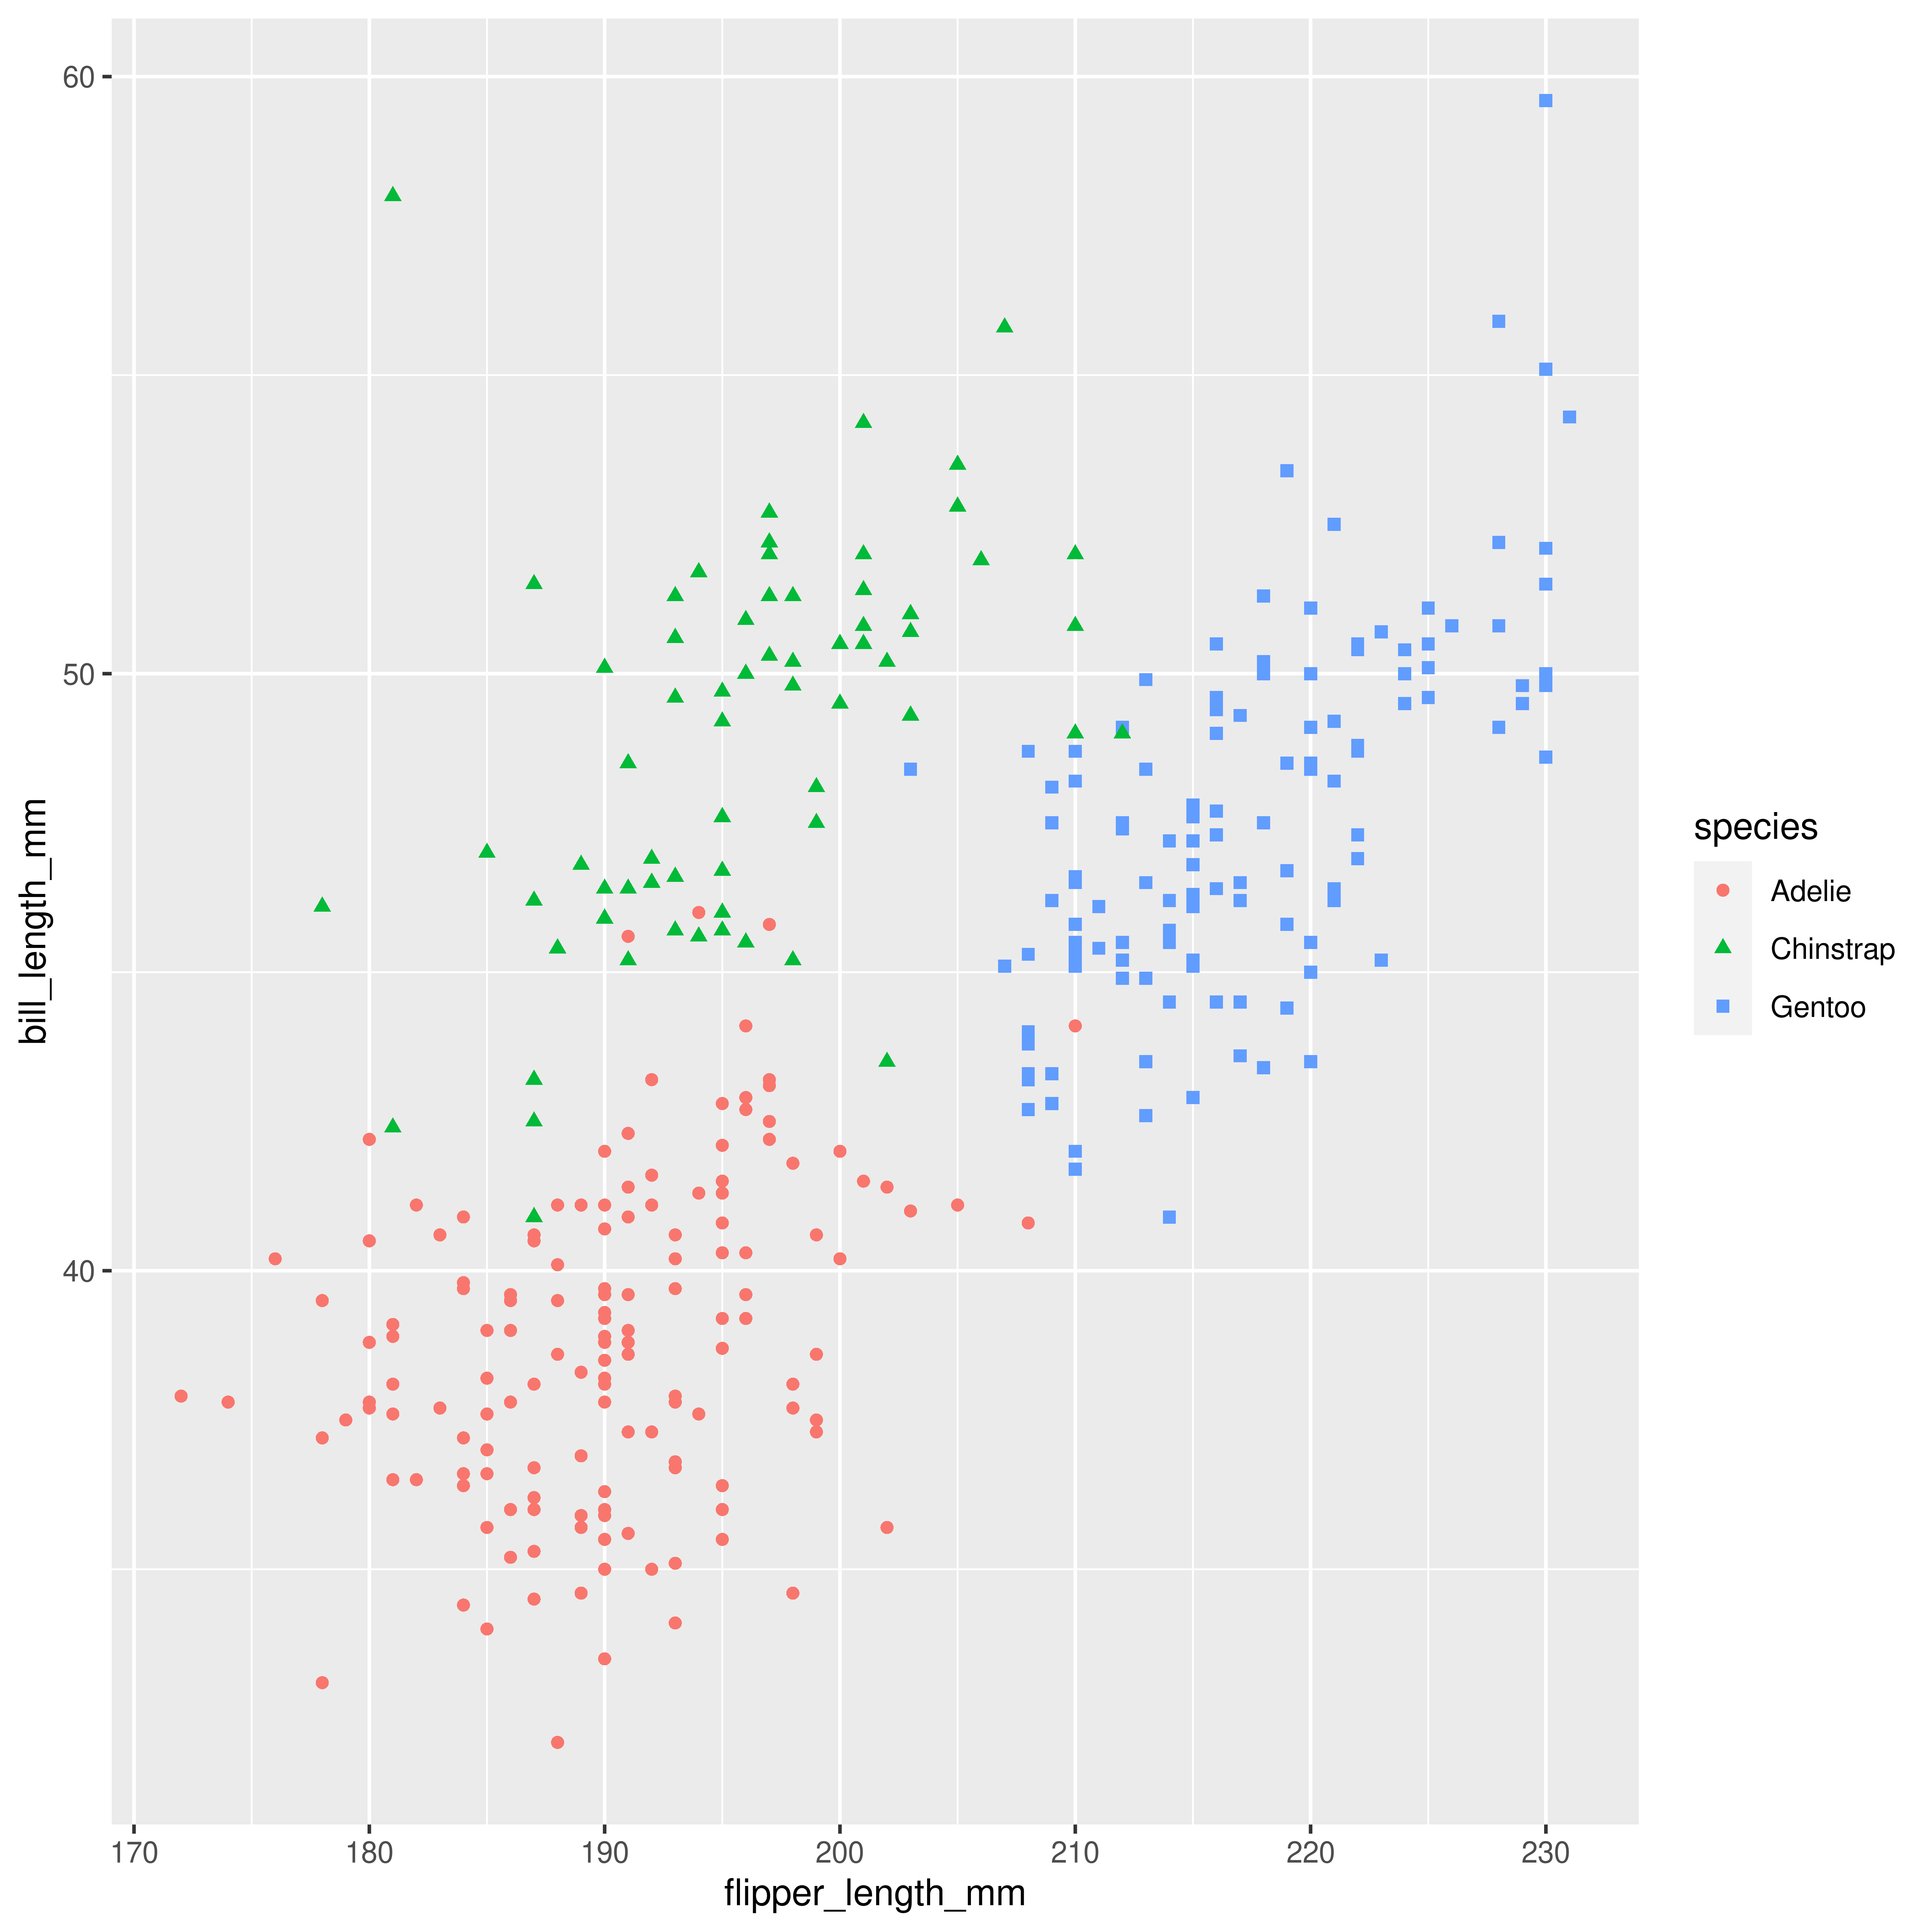 60
50
40
bill_length_mm
170
180
190
200
210
220
230
flipper_length_mm
species
Adelie
Chinstrap
Gentoo